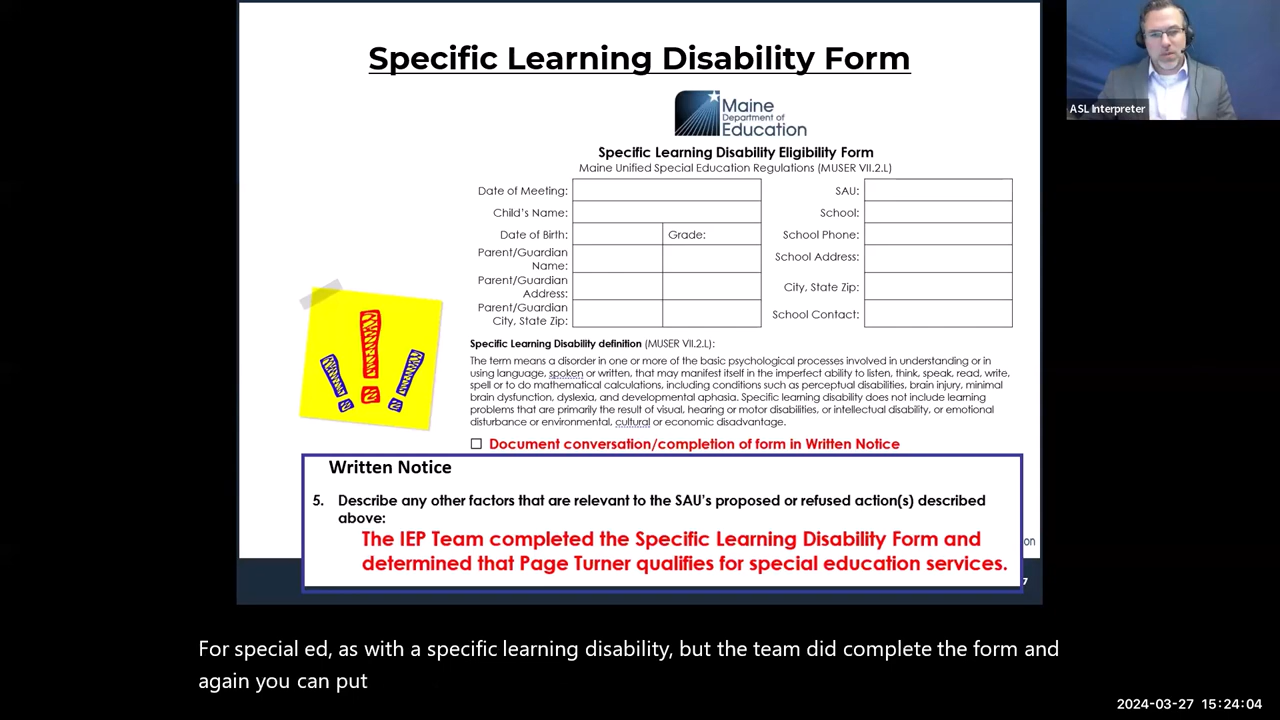 Specific Learning Disability Form
Maine
Department of
Education
Specific Learning Disability Eligibility Form
Maine Unified Special Education Regulations (MUSER VII.2.L)
Date of Meeting: SAU:
Child's Name: School:
Date of Birth: Grade: School Phone:
Parent/Guardian Name: School Address:
Parent/Guardian Address: City, State Zip:
Parent/Guardian City, State Zip: School Contact:
Specific Learning Disability definition (MUSER VII.2.L):
The term means a disorder in one or more of the basic psychological processes involved in understanding or in
using language, spoken or written, that may manifest itself in the imperfect ability to listen, think, speak, read, write,
spell or to do mathematical calculations, including conditions such as perceptual disabilities, brain injury, minimal
brain dysfunction, dyslexia, and developmental aphasia. Specific learning disability does not include learning
problems that are primarily the result of visual, hearing or motor disabilities, or intellectual disability, or emotional
disturbance or environmental, cultural or economic disadvantage.
☐ Document conversation/completion of form in Written Notice
Written Notice
5. Describe any other factors that are relevant to the SAU's proposed or refused action(s) described
above:
The IEP Team completed the Specific Learning Disability Form and
determined that Page Turner qualifies for special education services.
7
ASL Interpreter
For special ed, as with a specific learning disability, but the team did complete the form and
again you can put
2024-03-27 15:24:04